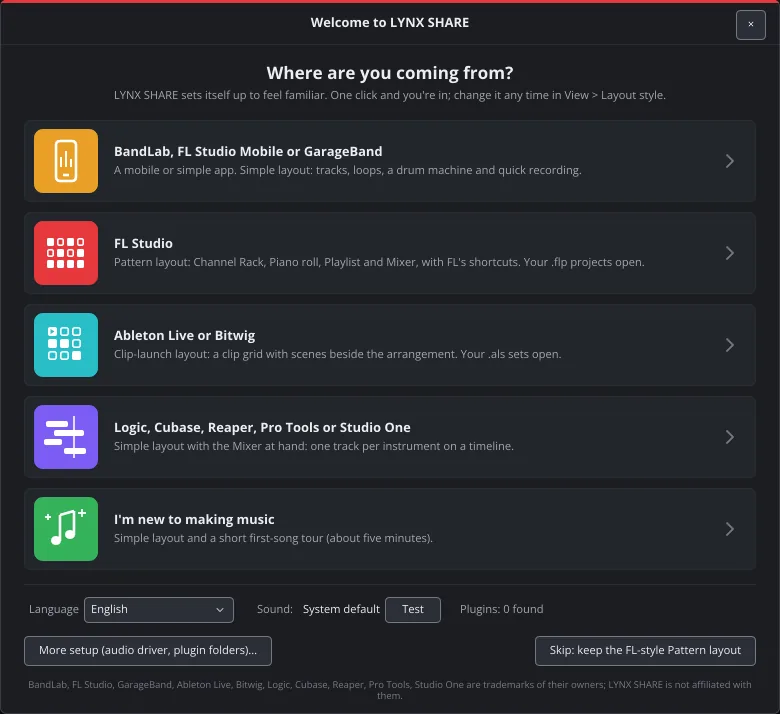 Welcome to LYNX SHARE
×
Where are you coming from?
LYNX SHARE sets itself up to feel familiar. One click and you're in; change it any time in View > Layout style.
BandLab, FL Studio Mobile or GarageBand
A mobile or simple app. Simple layout: tracks, loops, a drum machine and quick recording.
FL Studio
Pattern layout: Channel Rack, Piano roll, Playlist and Mixer, with FL's shortcuts. Your .flp projects open.
Ableton Live or Bitwig
Clip-launch layout: a clip grid with scenes beside the arrangement. Your .als sets open.
Logic, Cubase, Reaper, Pro Tools or Studio One
Simple layout with the Mixer at hand: one track per instrument on a timeline.
I'm new to making music
Simple layout and a short first-song tour (about five minutes).
Language English Sound: System default Test Plugins: 0 found
More setup (audio driver, plugin folders)... Skip: keep the FL-style Pattern layout
BandLab, FL Studio, GarageBand, Ableton Live, Bitwig, Logic, Cubase, Reaper, Pro Tools, Studio One are trademarks of their owners; LYNX SHARE is not affiliated with
them.